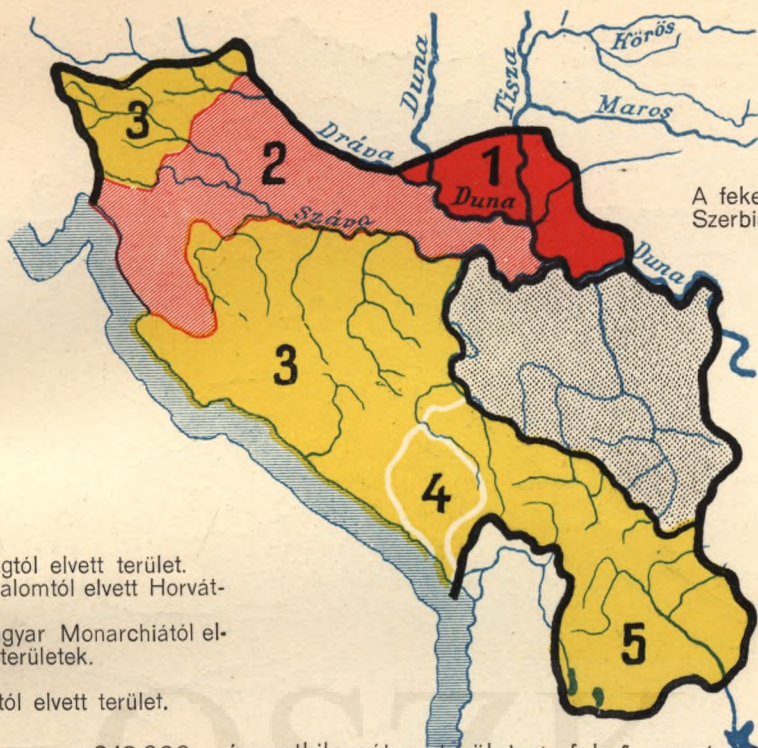 Körös
Duna
Tisza
Maros
3
Dráva
2
1
Duna
A feke
Szerbi
Száva
Duna
3
4
gtól elvett terület.
alomtól elvett Horvát-
gyar Monarchiától el-
területek.
5
tól elvett terület.
OSZK